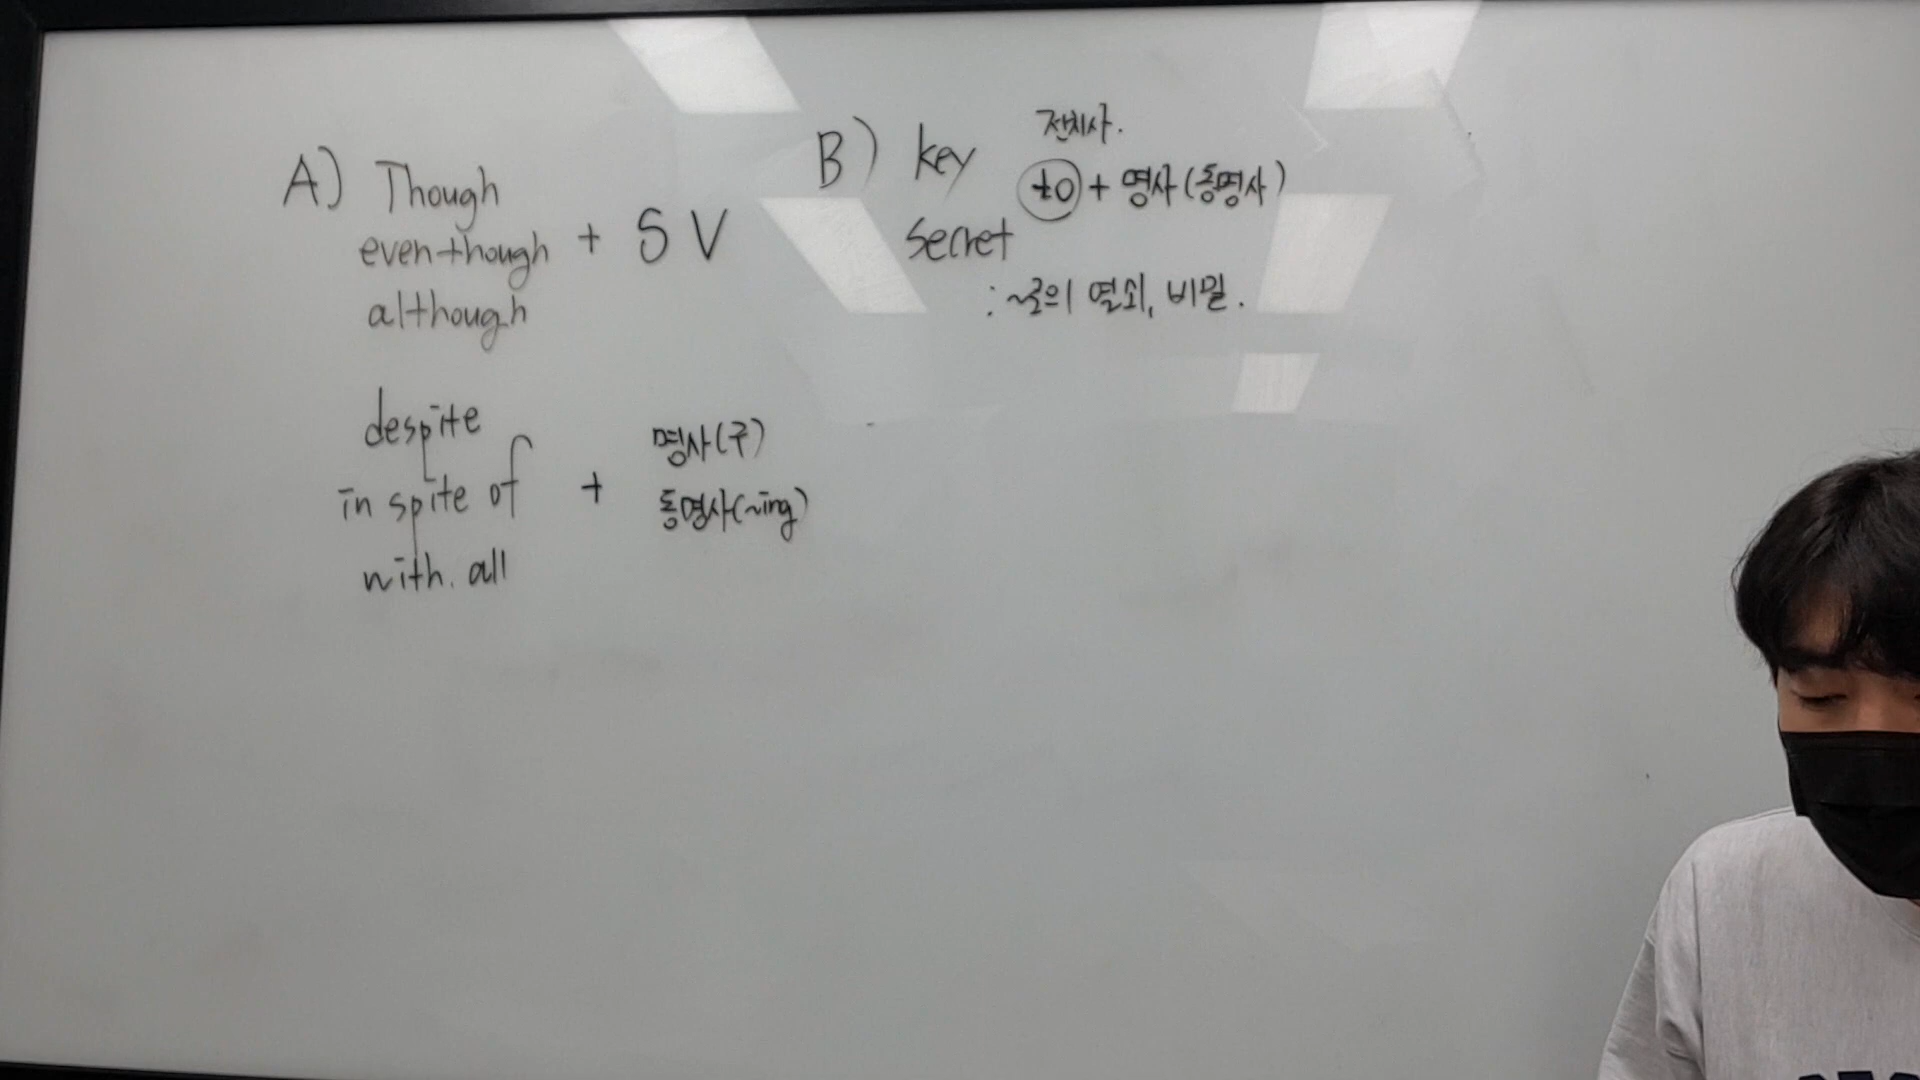 A) Though
even though + S V
although
despite
in spite of + 명사(구)
동명사(~ing)
with. all
B) key
전치사.
to + 명사(동명사)
secret
: ~로의 열쇠, 비밀.